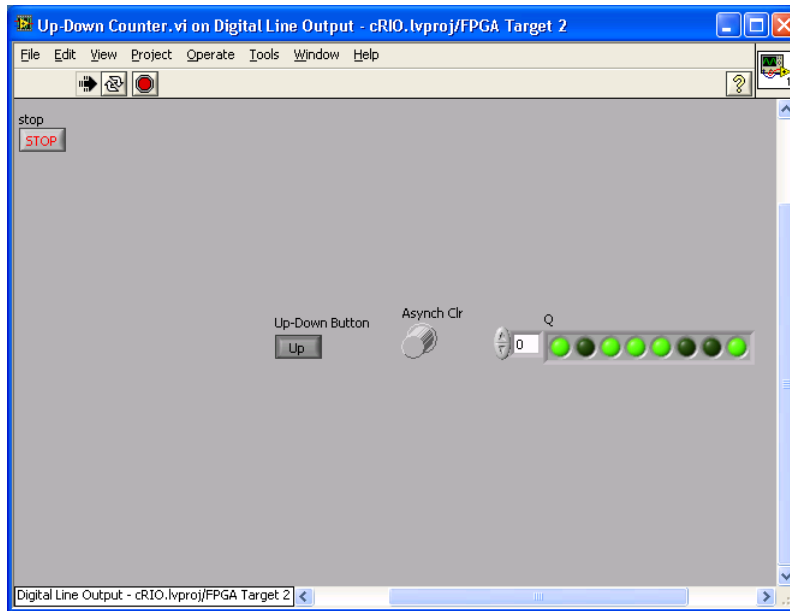 Up-Down Counter.vi on Digital Line Output - cRIO.lvproj/FPGA Target 2
File Edit View Project Operate Tools Window Help
?
1
stop
STOP
Asynch Clr
Up-Down Button
Q
Up
0
Digital Line Output - cRIO.lvproj/FPGA Target 2